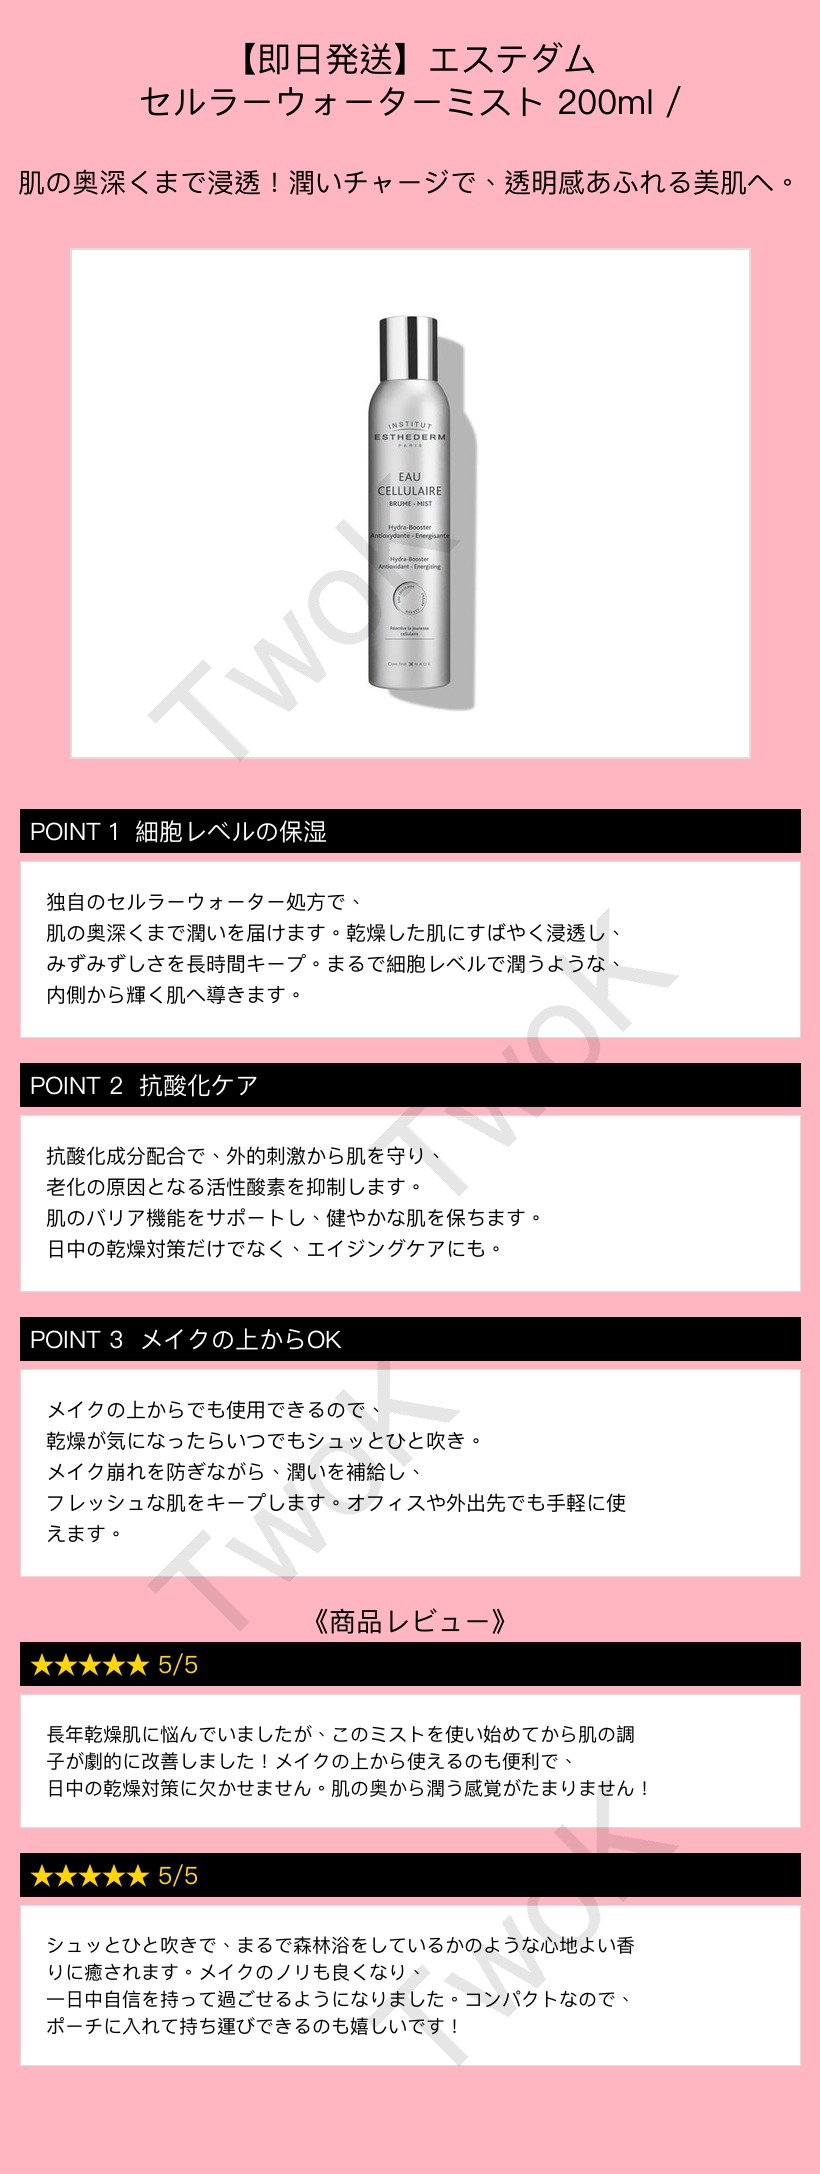 【即日発送】エステダム
セルラーウォーターミスト 200ml /
肌の奥深くまで浸透！潤いチャージで、透明感あふれる美肌へ。
INSTITUT
ESTHEDERM
PARIS
EAU
CELLULAIRE
BRUME - MIST
Hydra-Booster
Antioxydante - Énergisante
Hydra-Booster
Antioxidant - Energizing
Réactive la jeunesse
cellulaire
NAOS
TwoK
POINT 1 細胞レベルの保湿
独自のセルラーウォーター処方で、
肌の奥深くまで潤いを届けます。乾燥した肌にすばやく浸透し、
みずみずしさを長時間キープ。まるで細胞レベルで潤うような、
内側から輝く肌へ導きます。
TwoK
POINT 2 抗酸化ケア
抗酸化成分配合で、外的刺激から肌を守り、
老化の原因となる活性酸素を抑制します。
肌のバリア機能をサポートし、健やかな肌を保ちます。
日中の乾燥対策だけでなく、エイジングケアにも。
POINT 3 メイクの上からOK
メイクの上からでも使用できるので、
乾燥が気になったらいつでもシュッとひと吹き。
メイク崩れを防ぎながら、潤いを補給し、
フレッシュな肌をキープします。オフィスや外出先でも手軽に使
えます。
TwoK
《商品レビュー》
★★★★★ 5/5
長年乾燥肌に悩んでいましたが、このミストを使い始めてから肌の調
子が劇的に改善しました！メイクの上から使えるのも便利で、
日中の乾燥対策に欠かせません。肌の奥から潤う感覚がたまりません！
★★★★★ 5/5
シュッとひと吹きで、まるで森林浴をしているかのような心地よい香
りに癒されます。メイクのノリも良くなり、
一日中自信を持って過ごせるようになりました。コンパクトなので、
ポーチに入れて持ち運びできるのも嬉しいです！
TwoK